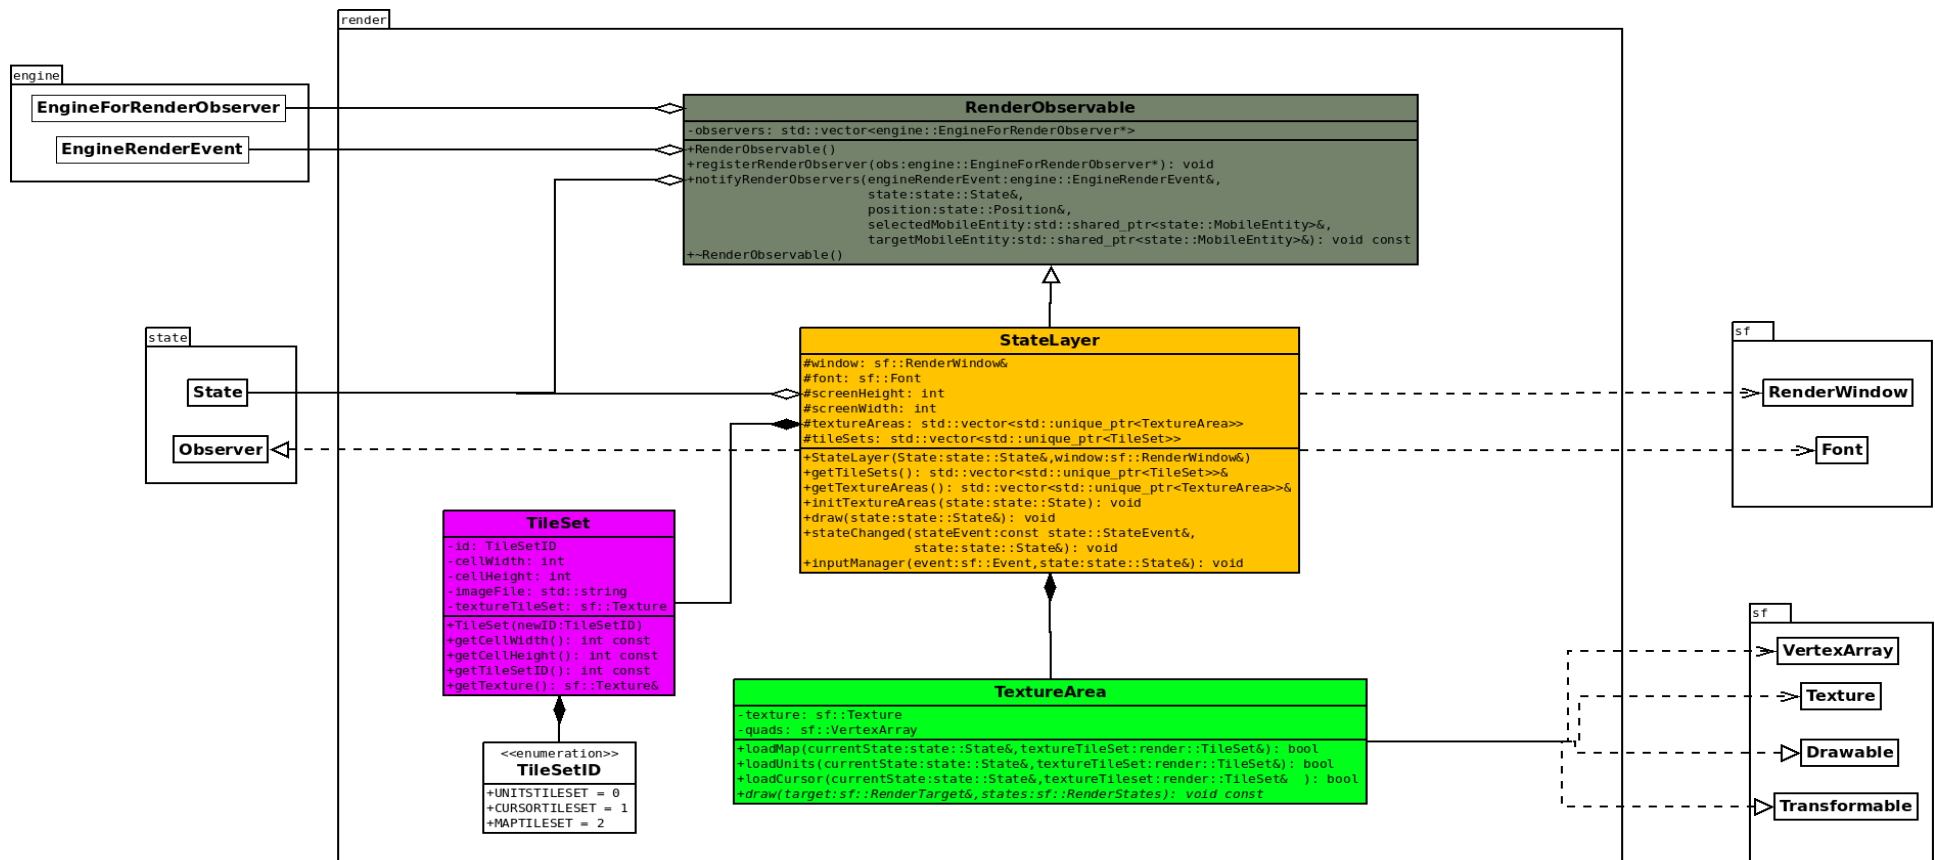 render
engine
EngineForRenderObserver
EngineRenderEvent
RenderObservable
-observers: std::vector<engine::EngineForRenderObserver*>
+RenderObservable()
+registerRenderObserver(obs:engine::EngineForRenderObserver*): void
+notifyRenderObservers(engineRenderEvent:engine::EngineRenderEvent&,
state:state::State&,
position:state::Position&,
selectedMobileEntity:std::shared_ptr<state::MobileEntity>&,
targetMobileEntity:std::shared_ptr<state::MobileEntity>&): void const
+~RenderObservable()
state
State
Observer
StateLayer
#window: sf::RenderWindow&
#font: sf::Font
#screenHeight: int
#screenWidth: int
#textureAreas: std::vector<std::unique_ptr<TextureArea>>
#tileSets: std::vector<std::unique_ptr<TileSet>>
+StateLayer(State:state::State&,window:sf::RenderWindow&)
+getTileSets(): std::vector<std::unique_ptr<TileSet>>&
+getTextureAreas(): std::vector<std::unique_ptr<TextureArea>>&
+initTextureAreas(state:state::State): void
+draw(state:state::State&): void
+stateChanged(stateEvent:const state::StateEvent&,
state:state::State&): void
+inputManager(event:sf::Event,state:state::State&): void
sf
RenderWindow
Font
TileSet
-id: TileSetID
-cellWidth: int
-cellHeight: int
-imageFile: std::string
-textureTileSet: sf::Texture
+TileSet(newID:TileSetID)
+getCellWidth(): int const
+getCellHeight(): int const
+getTileSetID(): int const
+getTexture(): sf::Texture&
<<enumeration>>
TileSetID
+UNITSTILESET = 0
+CURSORTILESET = 1
+MAPTILESET = 2
TextureArea
-texture: sf::Texture
-quads: sf::VertexArray
+loadMap(currentState:state::State&,textureTileSet:render::TileSet&): bool
+loadUnits(currentState:state::State&,textureTileSet:render::TileSet&): bool
+loadCursor(currentState:state::State&,textureTileset:render::TileSet&  ): bool
+draw(target:sf::RenderTarget&,states:sf::RenderStates): void const
sf
VertexArray
Texture
Drawable
Transformable